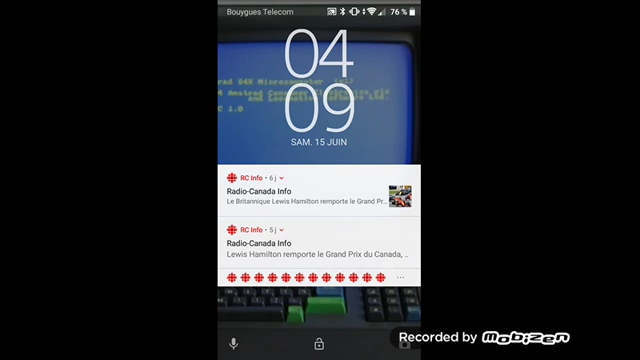 Bouygues Telecom
76 %
04
09
SAM. 15 JUIN
RC Info • 6 j
Radio-Canada Info
Le Britannique Lewis Hamilton remporte le Grand Pr...
RC Info • 5 j
Radio-Canada Info
Lewis Hamilton remporte le Grand Prix du Canada, ..
Recorded by MOBIZEN